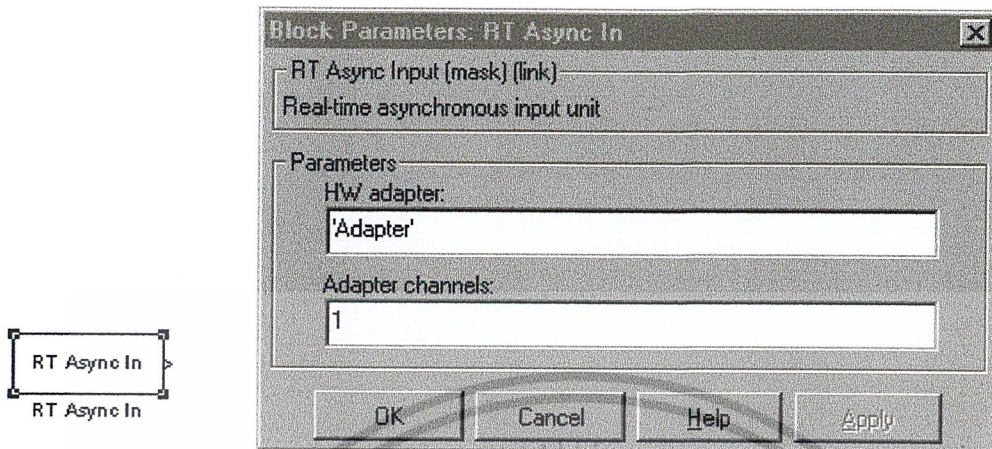 Block Parameters: RT Async In
RT Async Input (mask) (link)
Real-time asynchronous input unit
Parameters
HW adapter:
'Adapter'
Adapter channels:
1
OK
Cancel
Help
Apply
RT Async In
RT Async In